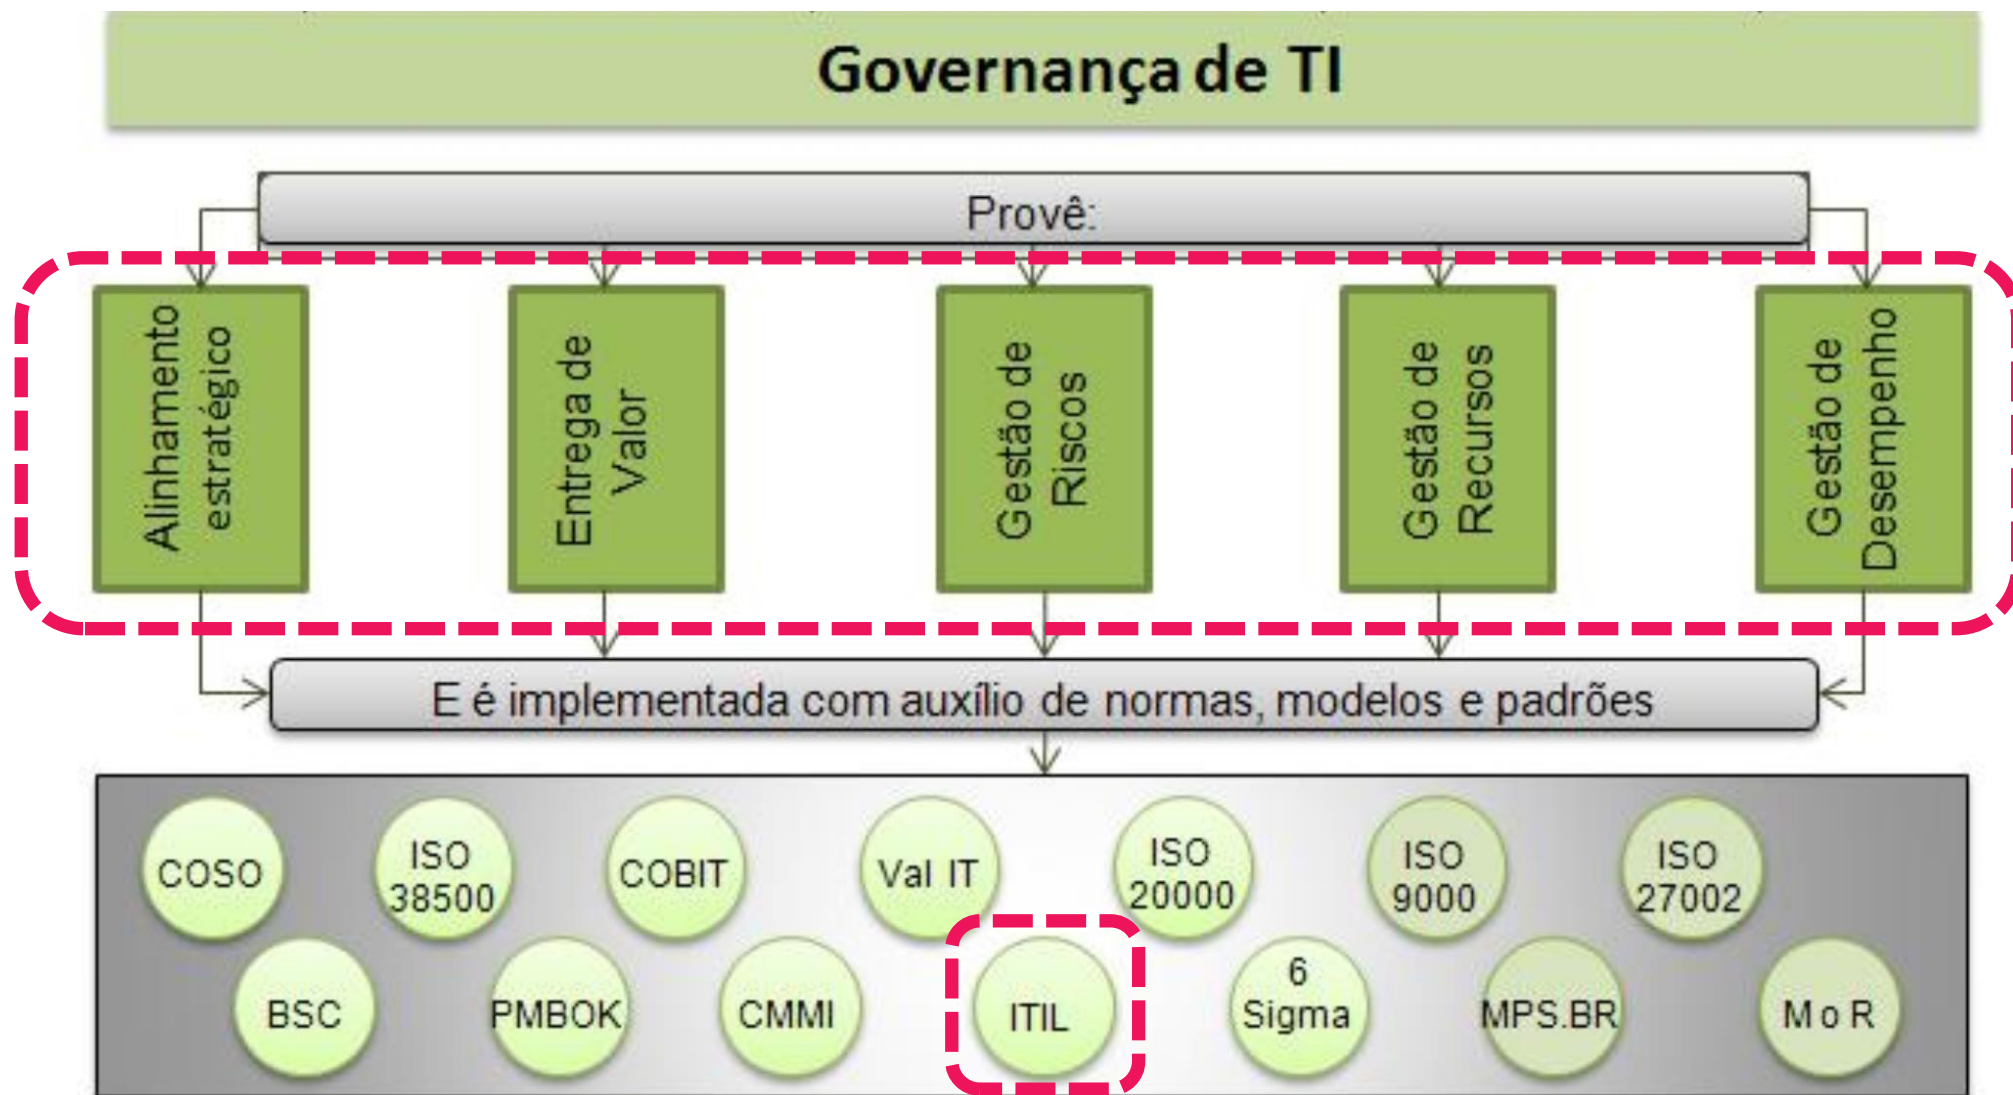 Governança de TI
Provê:
Alinhamento
estratégico
Entrega de
Valor
Gestão de
Riscos
Gestão de
Recursos
Gestão de
Desempenho
E é implementada com auxílio de normas, modelos e padrões
COSO
ISO
38500
COBIT
Val IT
ISO
20000
ISO
9000
ISO
27002
BSC
PMBOK
CMMI
ITIL
6
Sigma
MPS.BR
M o R